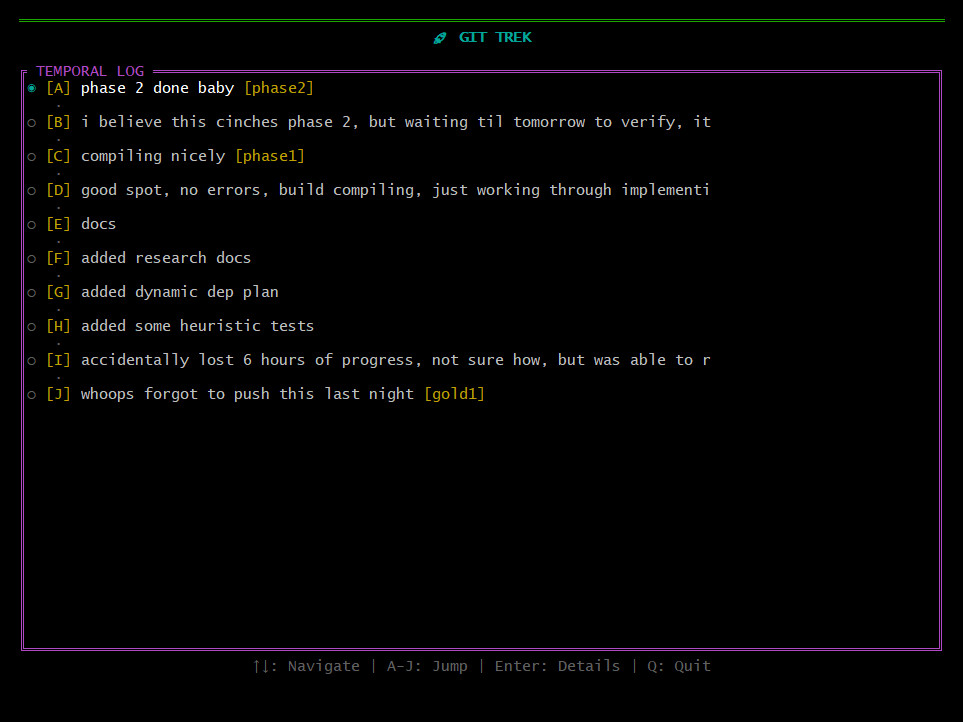 GIT TREK
TEMPORAL LOG
[A] phase 2 done baby [phase2]
[B] i believe this cinches phase 2, but waiting til tomorrow to verify, it
[C] compiling nicely [phase1]
[D] good spot, no errors, build compiling, just working through implementi
[E] docs
[F] added research docs
[G] added dynamic dep plan
[H] added some heuristic tests
[I] accidentally lost 6 hours of progress, not sure how, but was able to r
[J] whoops forgot to push this last night [gold1]
↑↓: Navigate | A-J: Jump | Enter: Details | Q: Quit